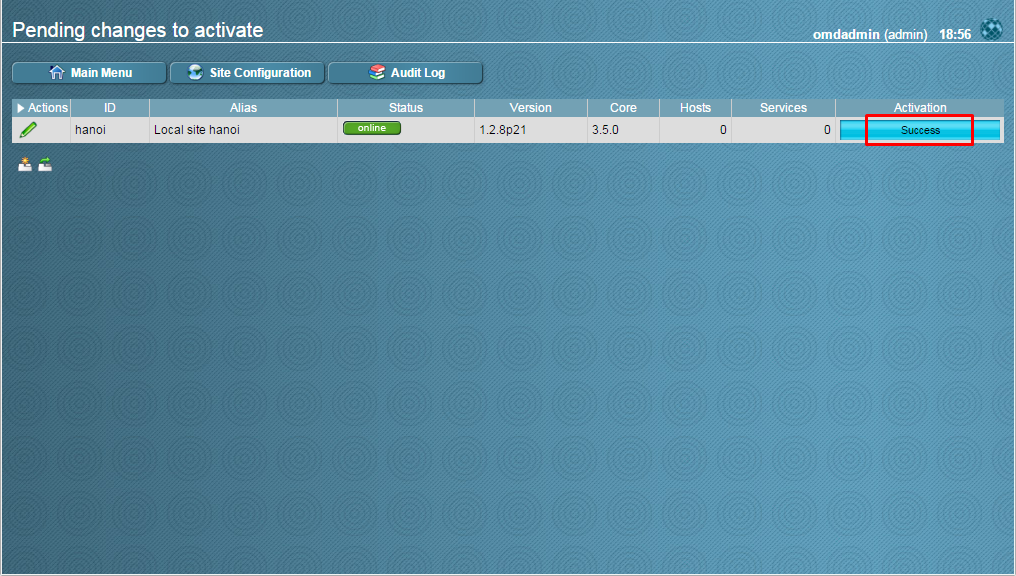 Pending changes to activate
omdadmin (admin) 18:56
Main Menu Site Configuration Audit Log
Actions ID Alias Status Version Core Hosts Services Activation
hanoi Local site hanoi online 1.2.8p21 3.5.0 0 0 Success